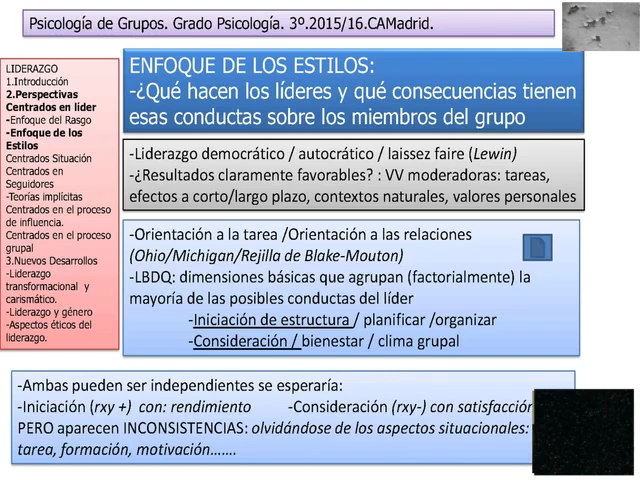 Psicología de Grupos. Grado Psicología. 3º.2015/16.CAMadrid.
LIDERAZGO
1.Introducción
2.Perspectivas
Centrados en líder
-Enfoque del Rasgo
-Enfoque de los
Estilos
Centrados Situación
Centrados en
Seguidores
-Teorías implícitas
Centrados en el proceso
de influencia.
Centrados en el proceso
grupal
3.Nuevos Desarrollos
-Liderazgo
transformacional y
carismático.
-Liderazgo y género
-Aspectos éticos del
liderazgo.
ENFOQUE DE LOS ESTILOS:
-¿Qué hacen los líderes y qué consecuencias tienen
esas conductas sobre los miembros del grupo
-Liderazgo democrático / autocrático / laissez faire (Lewin)
-¿Resultados claramente favorables? : VV moderadoras: tareas,
efectos a corto/largo plazo, contextos naturales, valores personales
-Orientación a la tarea /Orientación a las relaciones
(Ohio/Michigan/Rejilla de Blake-Mouton)
-LBDQ: dimensiones básicas que agrupan (factorialmente) la
mayoría de las posibles conductas del líder
-Iniciación de estructura / planificar /organizar
-Consideración / bienestar / clima grupal
-Ambas pueden ser independientes se esperaría:
-Iniciación (rxy +) con: rendimiento -Consideración (rxy-) con satisfacción
PERO aparecen INCONSISTENCIAS: olvidándose de los aspectos situacionales:
tarea, formación, motivación…….